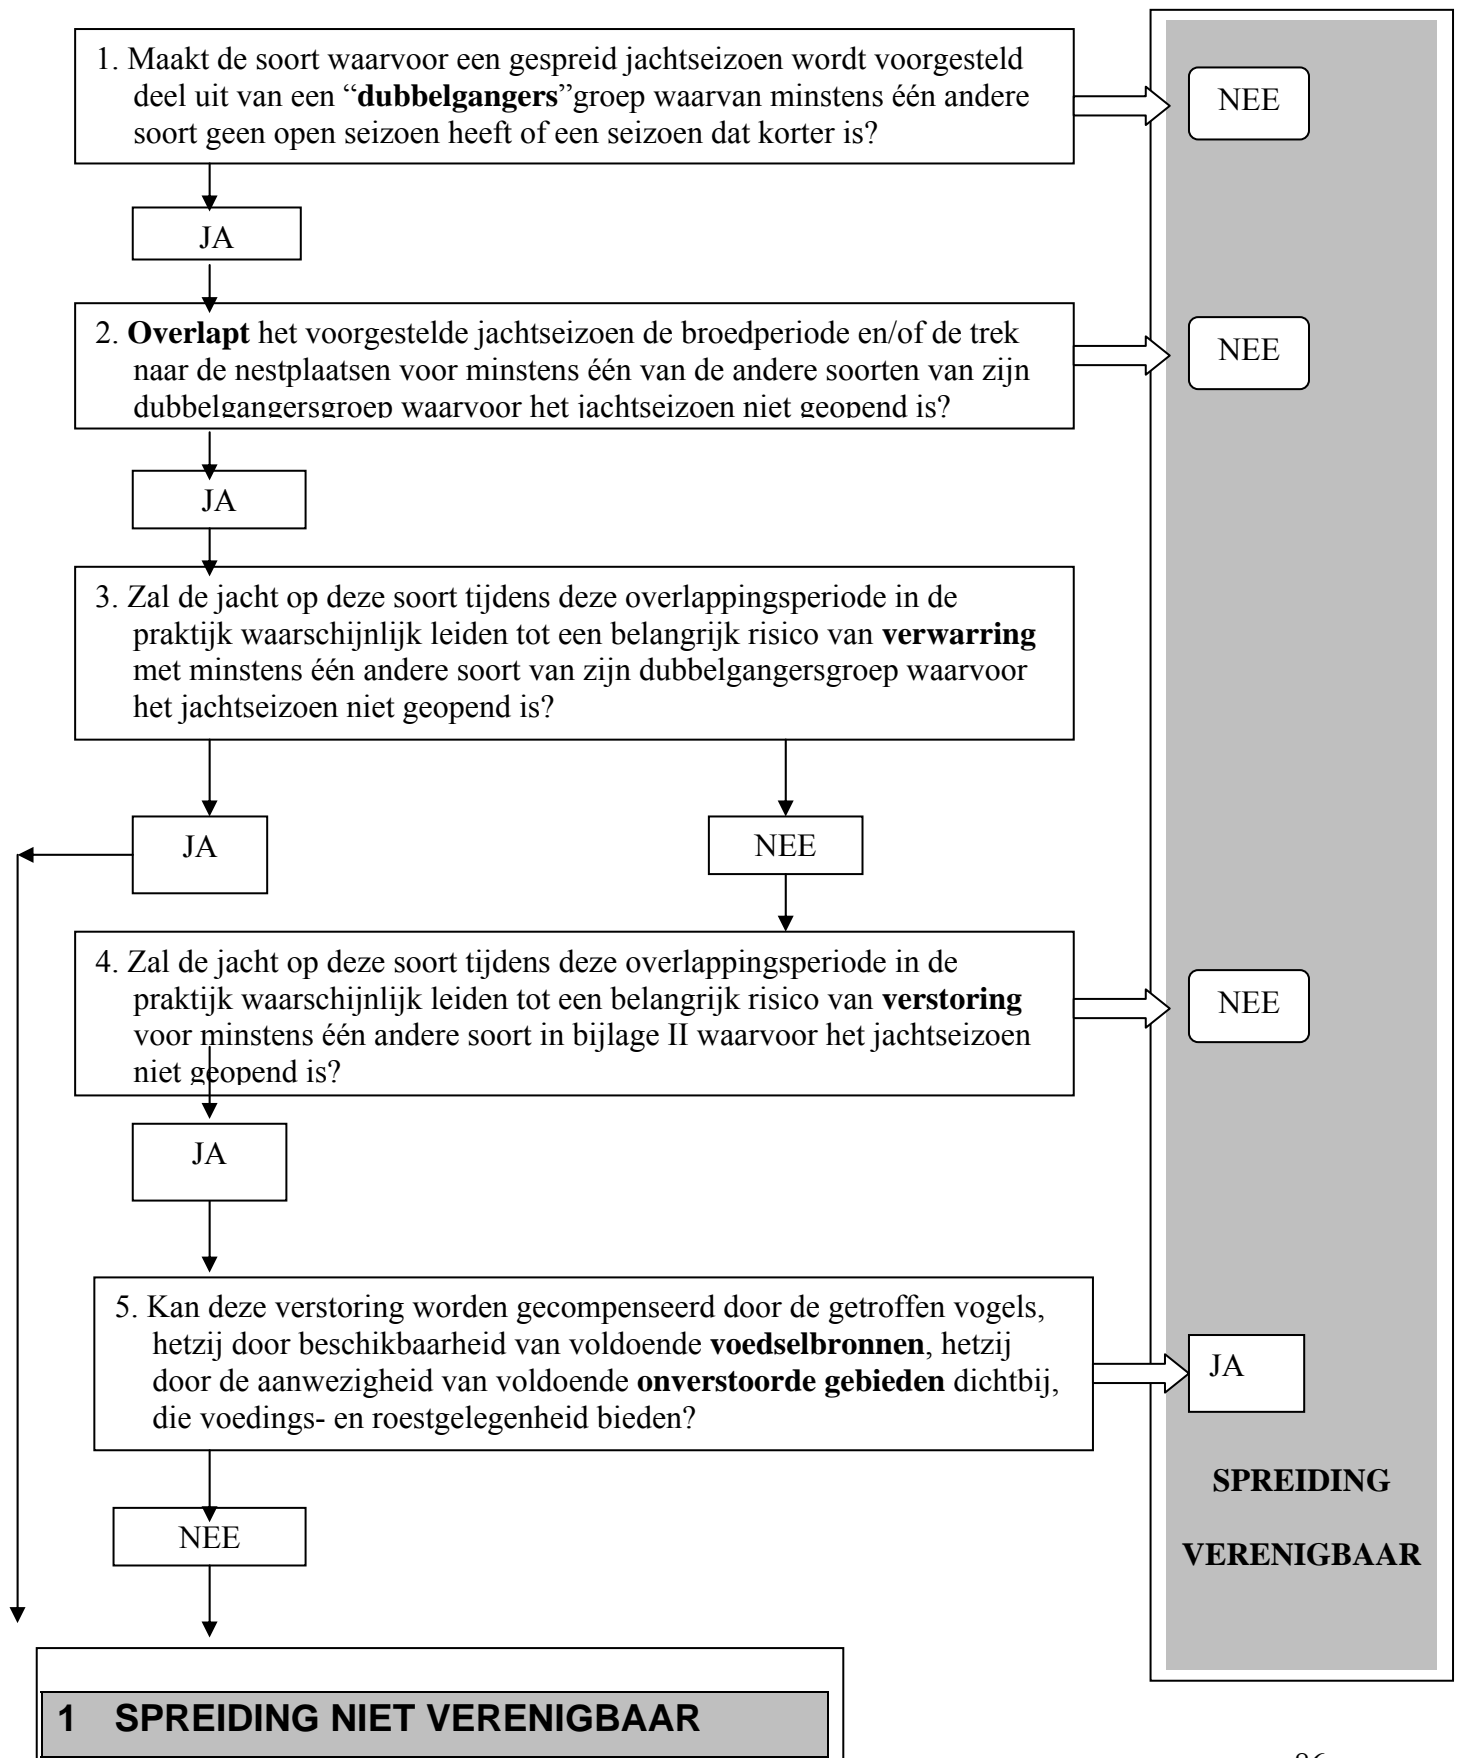 1. Maakt de soort waarvoor een gespreid jachtseizoen wordt voorgesteld
deel uit van een “dubbelgangers”groep waarvan minstens één andere
soort geen open seizoen heeft of een seizoen dat korter is?
NEE
JA
2. Overlapt het voorgestelde jachtseizoen de broedperiode en/of de trek
naar de nestplaatsen voor minstens één van de andere soorten van zijn
dubbelgangersgroep waarvoor het jachtseizoen niet geopend is?
NEE
JA
3. Zal de jacht op deze soort tijdens deze overlappingsperiode in de
praktijk waarschijnlijk leiden tot een belangrijk risico van verwarring
met minstens één andere soort van zijn dubbelgangersgroep waarvoor
het jachtseizoen niet geopend is?
JA
NEE
4. Zal de jacht op deze soort tijdens deze overlappingsperiode in de
praktijk waarschijnlijk leiden tot een belangrijk risico van verstoring
voor minstens één andere soort in bijlage II waarvoor het jachtseizoen
niet geopend is?
NEE
JA
5. Kan deze verstoring worden gecompenseerd door de getroffen vogels,
hetzij door beschikbaarheid van voldoende voedselbronnen, hetzij
door de aanwezigheid van voldoende onverstoorde gebieden dichtbij,
die voedings- en roestgelegenheid bieden?
JA
SPREIDING
VERENIGBAAR
NEE
1 SPREIDING NIET VERENIGBAAR